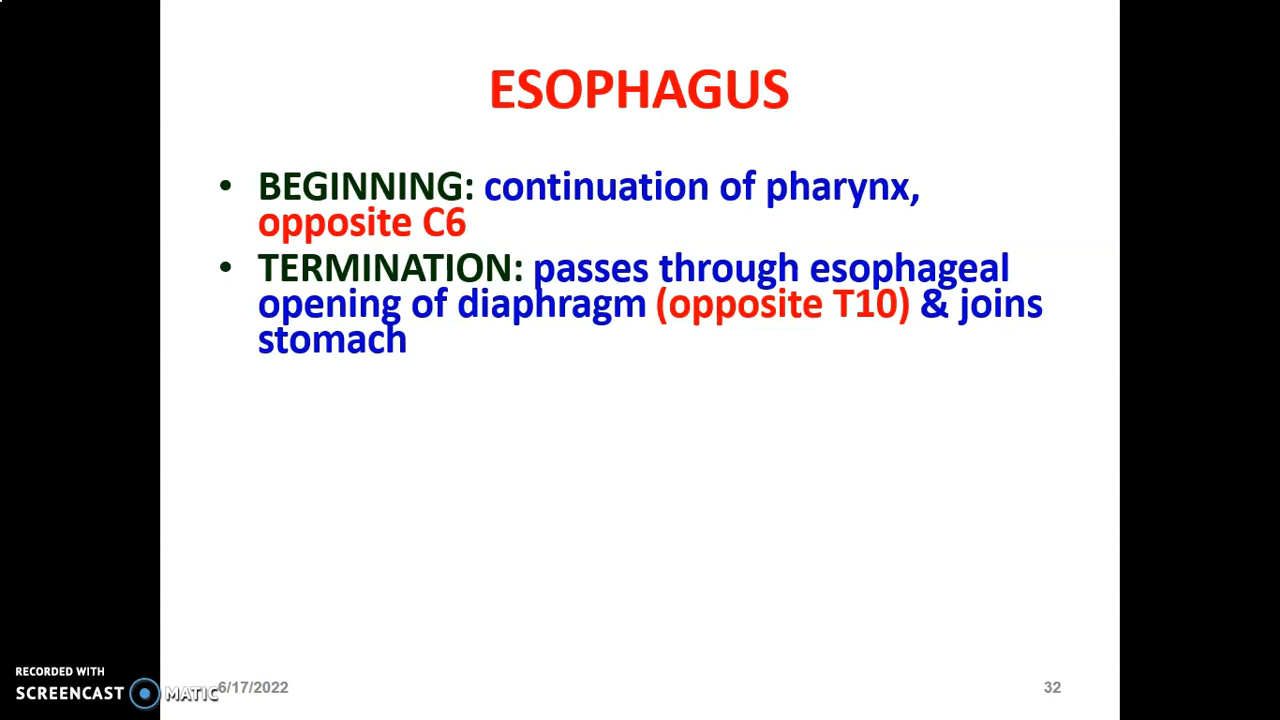 ESOPHAGUS
• BEGINNING: continuation of pharynx,
opposite C6
• TERMINATION: passes through esophageal
opening of diaphragm (opposite T10) & joins
stomach
RECORDED WITH
SCREENCAST MATIC
6/17/2022
32